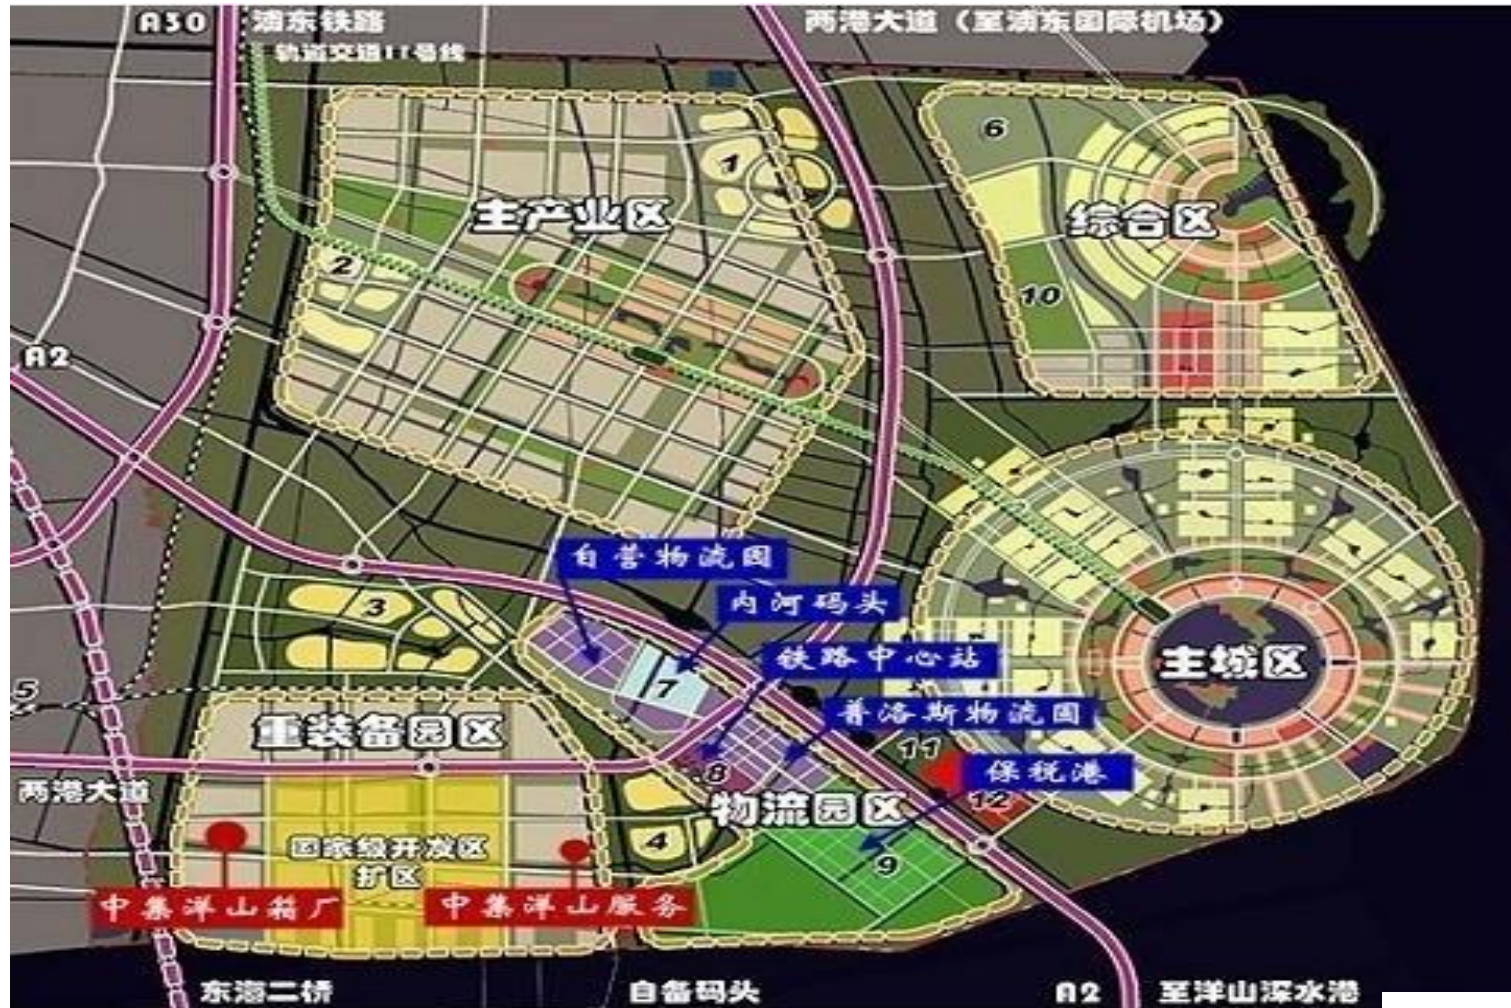 A30
浦东铁路
两港大道（至浦东国际机场）
轨道交通11号线
6
1
主产业区
综合区
2
10
A2
自营物流园
内河码头
3
铁路中心站
主城区
7
5
普洛斯物流园
重装备园区
11
保税港
8
两港大道
物流园区
12
4
国家级开发区
扩区
9
中集洋山箱厂
中集洋山服务
东海二桥
自备码头
A2
至洋山深水港